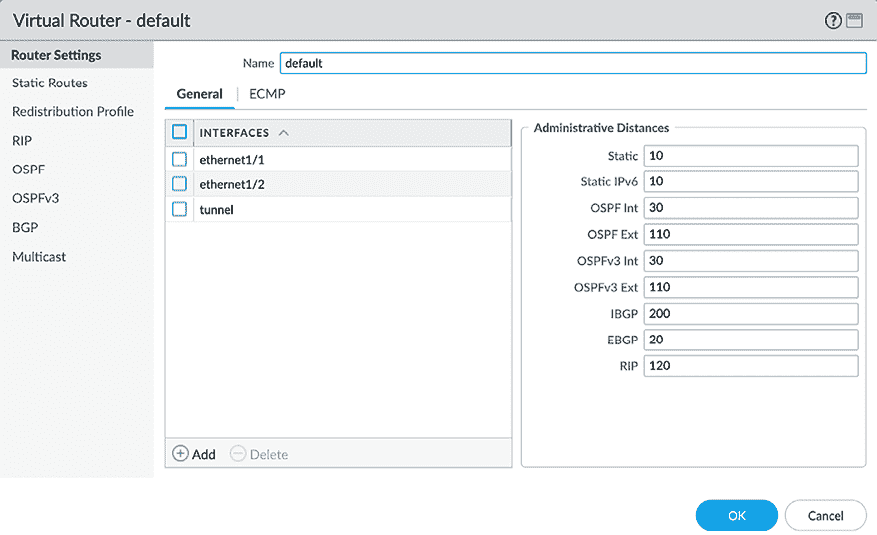 Virtual Router - default
Router Settings
Static Routes
Redistribution Profile
RIP
OSPF
OSPFv3
BGP
Multicast
Name default
General ECMP
INTERFACES
ethernet1/1
ethernet1/2
tunnel
Add Delete
Administrative Distances
Static 10
Static IPv6 10
OSPF Int 30
OSPF Ext 110
OSPFv3 Int 30
OSPFv3 Ext 110
IBGP 200
EBGP 20
RIP 120
OK Cancel